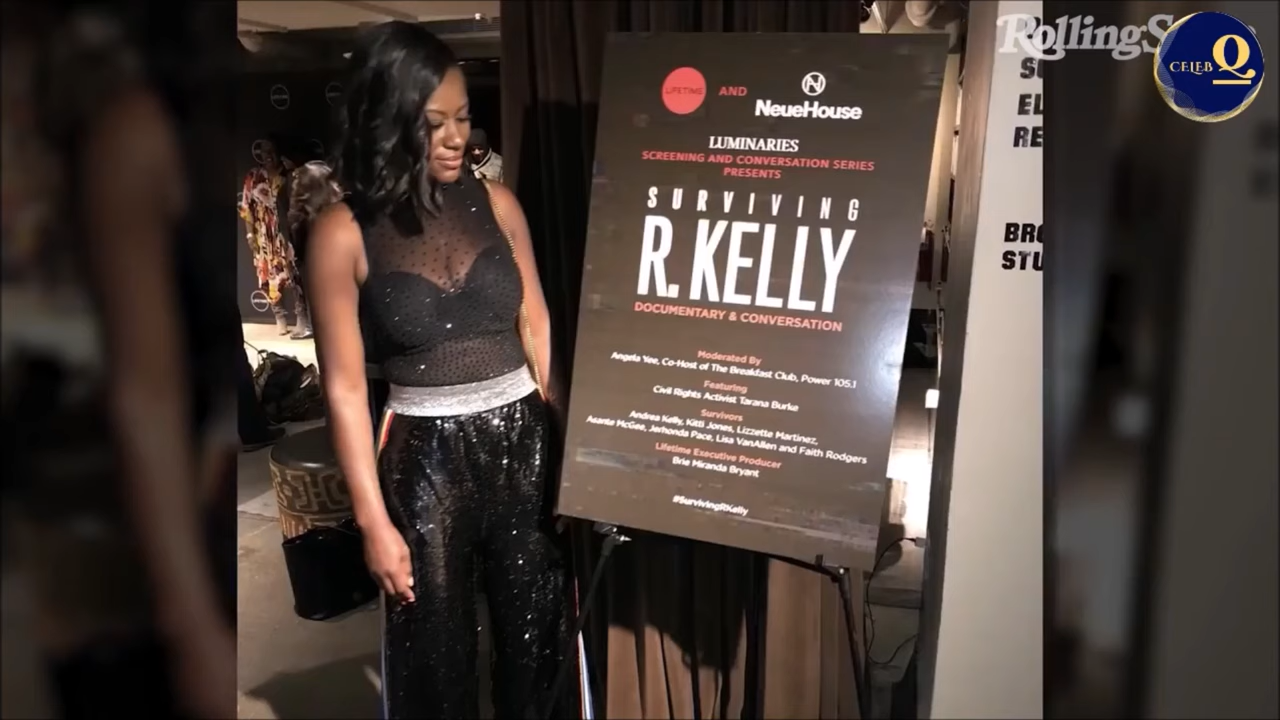 RollingS
CELEB Q
LIFETIME
AND
NeueHouse
LUMINARIES
SCREENING AND CONVERSATION SERIES
PRESENTS
SURVIVING
R. KELLY
DOCUMENTARY & CONVERSATION
Moderated By
Angela Yee, Co-Host of The Breakfast Club, Power 105.1
Featuring
Civil Rights Activist Tarana Burke
Survivors
Andrea Kelly, Kitti Jones, Lizzette Martinez,
Asante McGee, Jerhonda Pace, Lisa VanAllen and Faith Rodgers
Lifetime Executive Producer
Brie Miranda Bryant
#SurvivingRKelly
EL
RE
BRO
STU